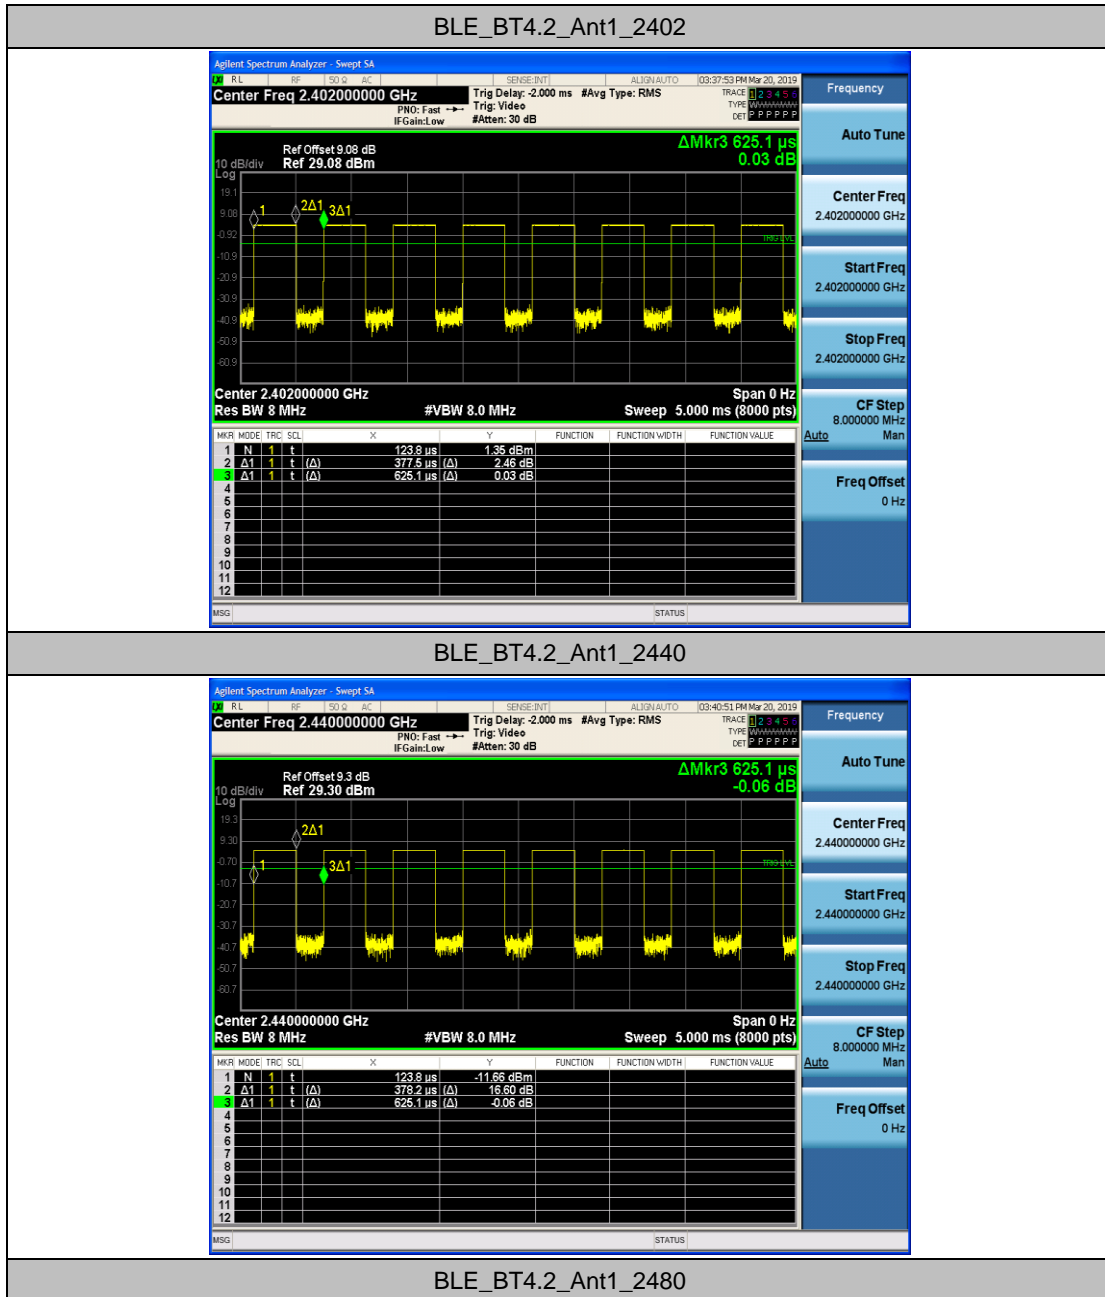 BLE_BT4.2_Ant1_2402
Agilent Spectrum Analyzer - Swept SA
RL RF 50 Ω AC SENSE:INT ALIGNAUTO 03:37:53 PM Mar 20, 2019
Center Freq 2.402000000 GHz Trig Delay: -2.000 ms #Avg Type: RMS TRACE 1 2 3 4 5 6
PNO: Fast Trig: Video TYPE WWWWWW
IFGain:Low #Atten: 30 dB DET P P P P P P
Frequency
Auto Tune
Center Freq
2.402000000 GHz
Start Freq
2.402000000 GHz
Stop Freq
2.402000000 GHz
CF Step
8.000000 MHz
Auto Man
Freq Offset
0 Hz
ΔMkr3 625.1 µs
0.03 dB
Ref Offset 9.08 dB
10 dB/div Ref 29.08 dBm
Log
19.1
9.08
-0.92
-10.9
-20.9
-30.9
-40.9
-50.9
-60.9
1 2Δ1 3Δ1
TRIG LVL
Center 2.402000000 GHz Span 0 Hz
Res BW 8 MHz #VBW 8.0 MHz Sweep 5.000 ms (8000 pts)
MKR MODE TRC SCL X Y FUNCTION FUNCTION WIDTH FUNCTION VALUE
1 N 1 t 123.8 µs 1.35 dBm
2 Δ1 1 t (Δ) 377.5 µs (Δ) 2.46 dB
3 Δ1 1 t (Δ) 625.1 µs (Δ) 0.03 dB
4
5
6
7
8
9
10
11
12
MSG STATUS
BLE_BT4.2_Ant1_2440
Agilent Spectrum Analyzer - Swept SA
RL RF 50 Ω AC SENSE:INT ALIGNAUTO 03:40:51 PM Mar 20, 2019
Center Freq 2.440000000 GHz Trig Delay: -2.000 ms #Avg Type: RMS TRACE 1 2 3 4 5 6
PNO: Fast Trig: Video TYPE WWWWWW
IFGain:Low #Atten: 30 dB DET P P P P P P
Frequency
Auto Tune
Center Freq
2.440000000 GHz
Start Freq
2.440000000 GHz
Stop Freq
2.440000000 GHz
CF Step
8.000000 MHz
Auto Man
Freq Offset
0 Hz
ΔMkr3 625.1 µs
-0.06 dB
Ref Offset 9.3 dB
10 dB/div Ref 29.30 dBm
Log
19.3
9.30
-0.70
-10.7
-20.7
-30.7
-40.7
-50.7
-60.7
1 2Δ1 3Δ1
TRIG LVL
Center 2.440000000 GHz Span 0 Hz
Res BW 8 MHz #VBW 8.0 MHz Sweep 5.000 ms (8000 pts)
MKR MODE TRC SCL X Y FUNCTION FUNCTION WIDTH FUNCTION VALUE
1 N 1 t 123.8 µs -11.66 dBm
2 Δ1 1 t (Δ) 378.2 µs (Δ) 16.60 dB
3 Δ1 1 t (Δ) 625.1 µs (Δ) -0.06 dB
4
5
6
7
8
9
10
11
12
MSG STATUS
BLE_BT4.2_Ant1_2480